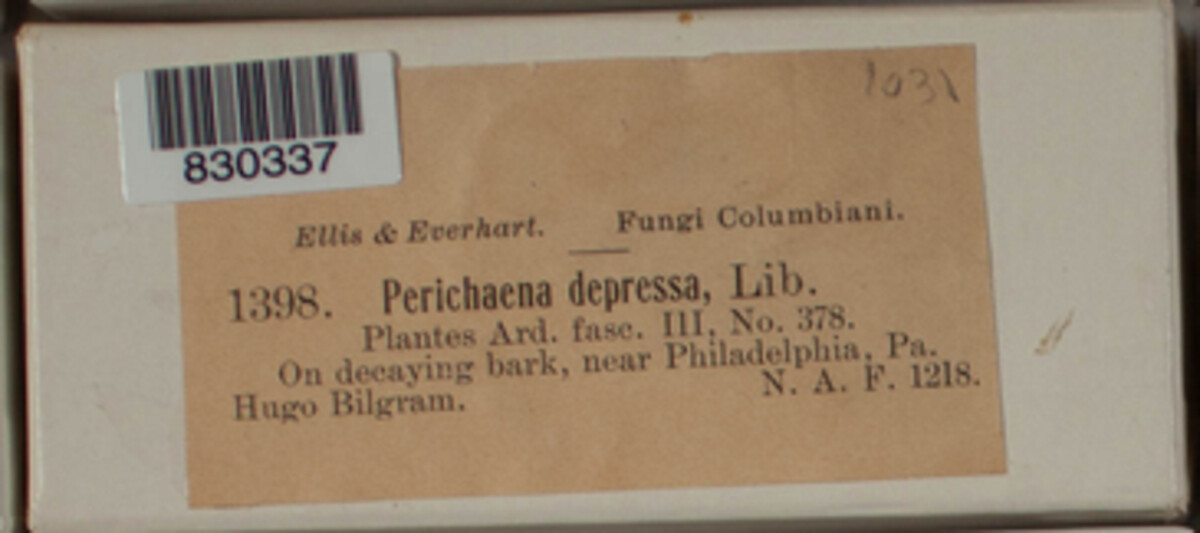 1031
830337
Ellis & Everhart. Fungi Columbiani.
1398. Perichaena depressa, Lib.
Plantes Ard. fasc. III, No. 378.
On decaying bark, near Philadelphia, Pa.
Hugo Bilgram. N. A. F. 1218.